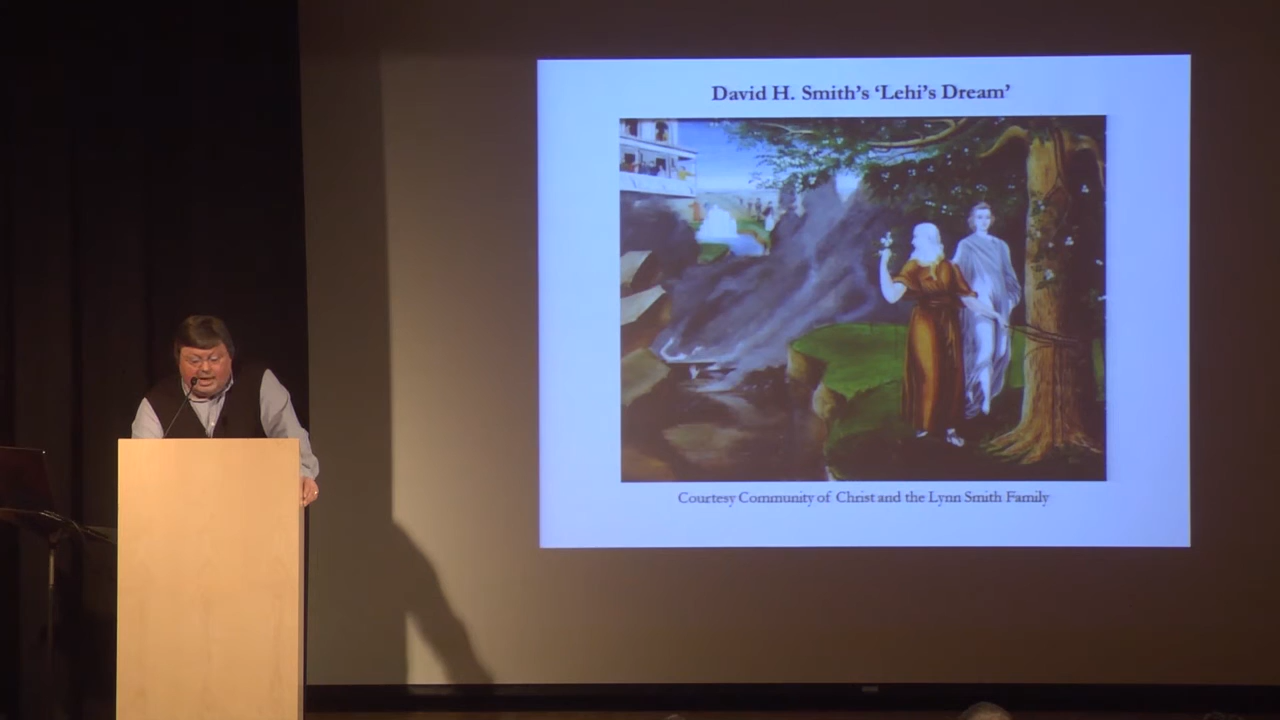 David H. Smith's 'Lehi's Dream'
Courtesy Community of Christ and the Lynn Smith Family